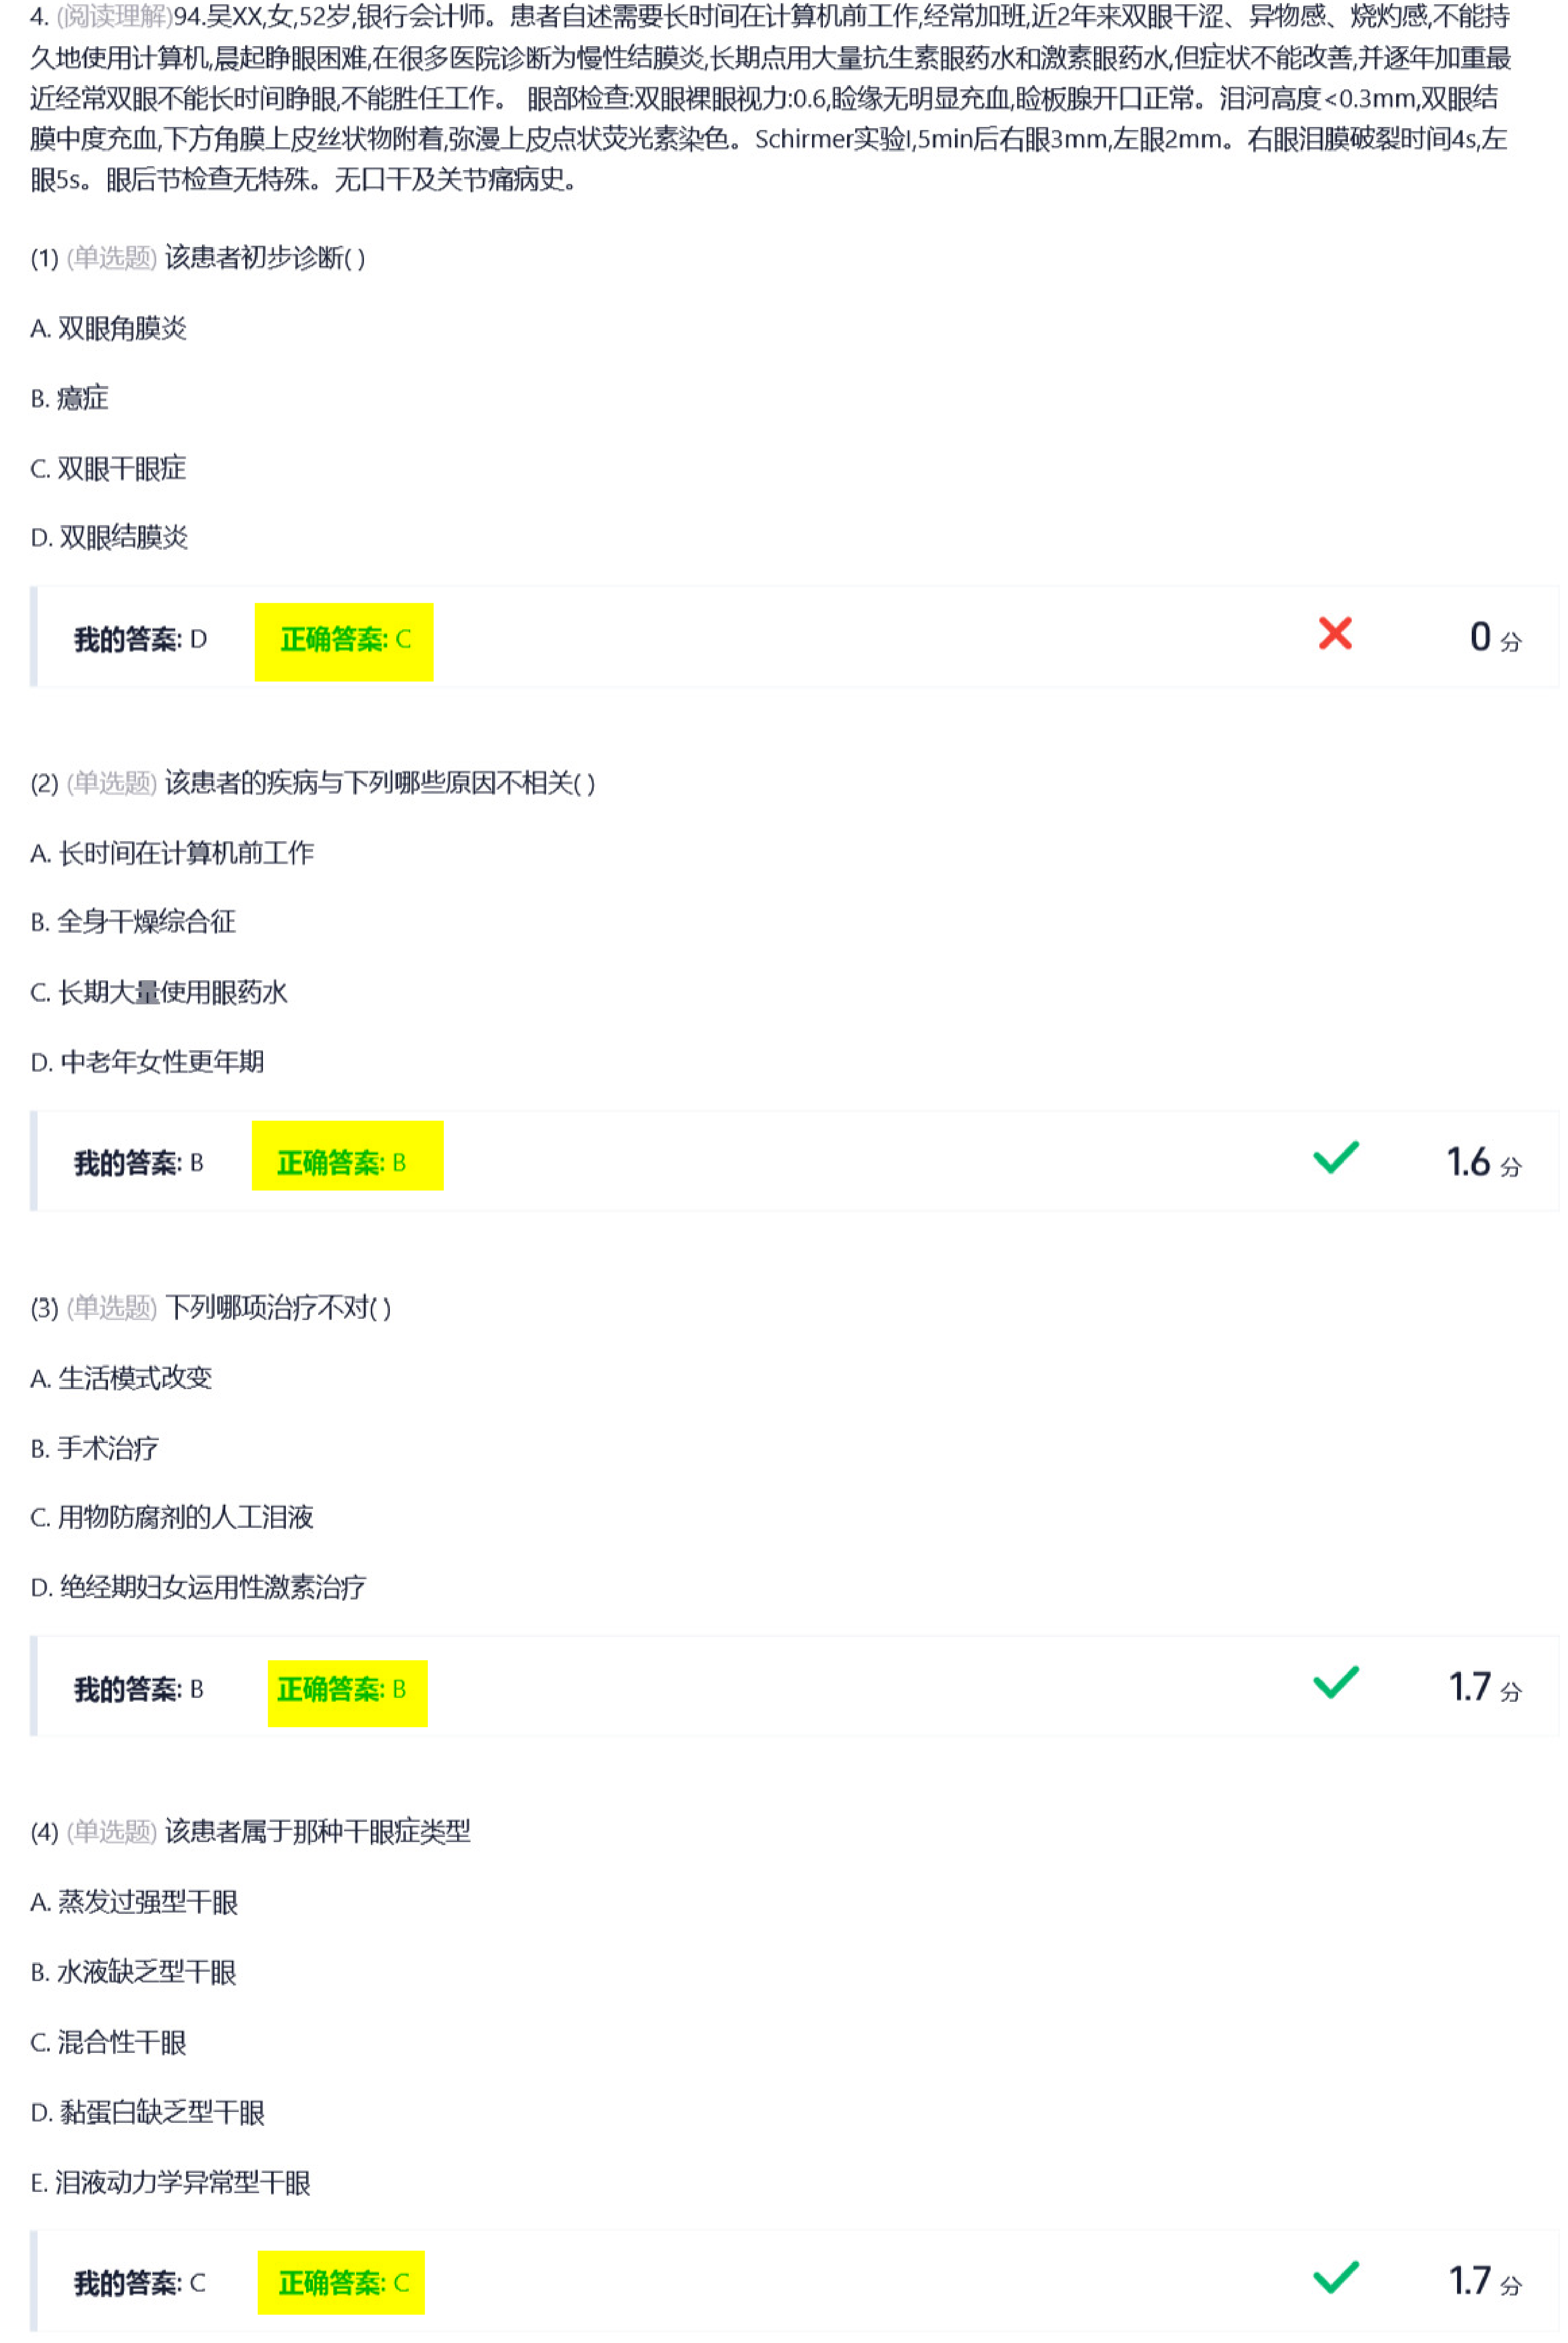 4. (阅读理解)94.吴XX,女,52岁,银行会计师。患者自述需要长时间在计算机前工作,经常加班,近2年来双眼干涩、异物感、烧灼感,不能持
久地使用计算机,晨起睁眼困难,在很多医院诊断为慢性结膜炎,长期点用大量抗生素眼药水和激素眼药水,但症状不能改善,并逐年加重最
近经常双眼不能长时间睁眼,不能胜任工作。 眼部检查:双眼裸眼视力:0.6,睑缘无明显充血,睑板腺开口正常。泪河高度<0.3mm,双眼结
膜中度充血,下方角膜上皮丝状物附着,弥漫上皮点状荧光素染色。Schirmer实验I,5min后右眼3mm,左眼2mm。右眼泪膜破裂时间4s,左
眼5s。眼后节检查无特殊。无口干及关节痛病史。
(1) (单选题) 该患者初步诊断( )
A. 双眼角膜炎
B. 癔症
C. 双眼干眼症
D. 双眼结膜炎
我的答案: D 正确答案: C 0 分
(2) (单选题) 该患者的疾病与下列哪些原因不相关( )
A. 长时间在计算机前工作
B. 全身干燥综合征
C. 长期大量使用眼药水
D. 中老年女性更年期
我的答案: B 正确答案: B 1.6 分
(3) (单选题) 下列哪项治疗不对( )
A. 生活模式改变
B. 手术治疗
C. 用物防腐剂的人工泪液
D. 绝经期妇女运用性激素治疗
我的答案: B 正确答案: B 1.7 分
(4) (单选题) 该患者属于那种干眼症类型
A. 蒸发过强型干眼
B. 水液缺乏型干眼
C. 混合性干眼
D. 黏蛋白缺乏型干眼
E. 泪液动力学异常型干眼
我的答案: C 正确答案: C 1.7 分